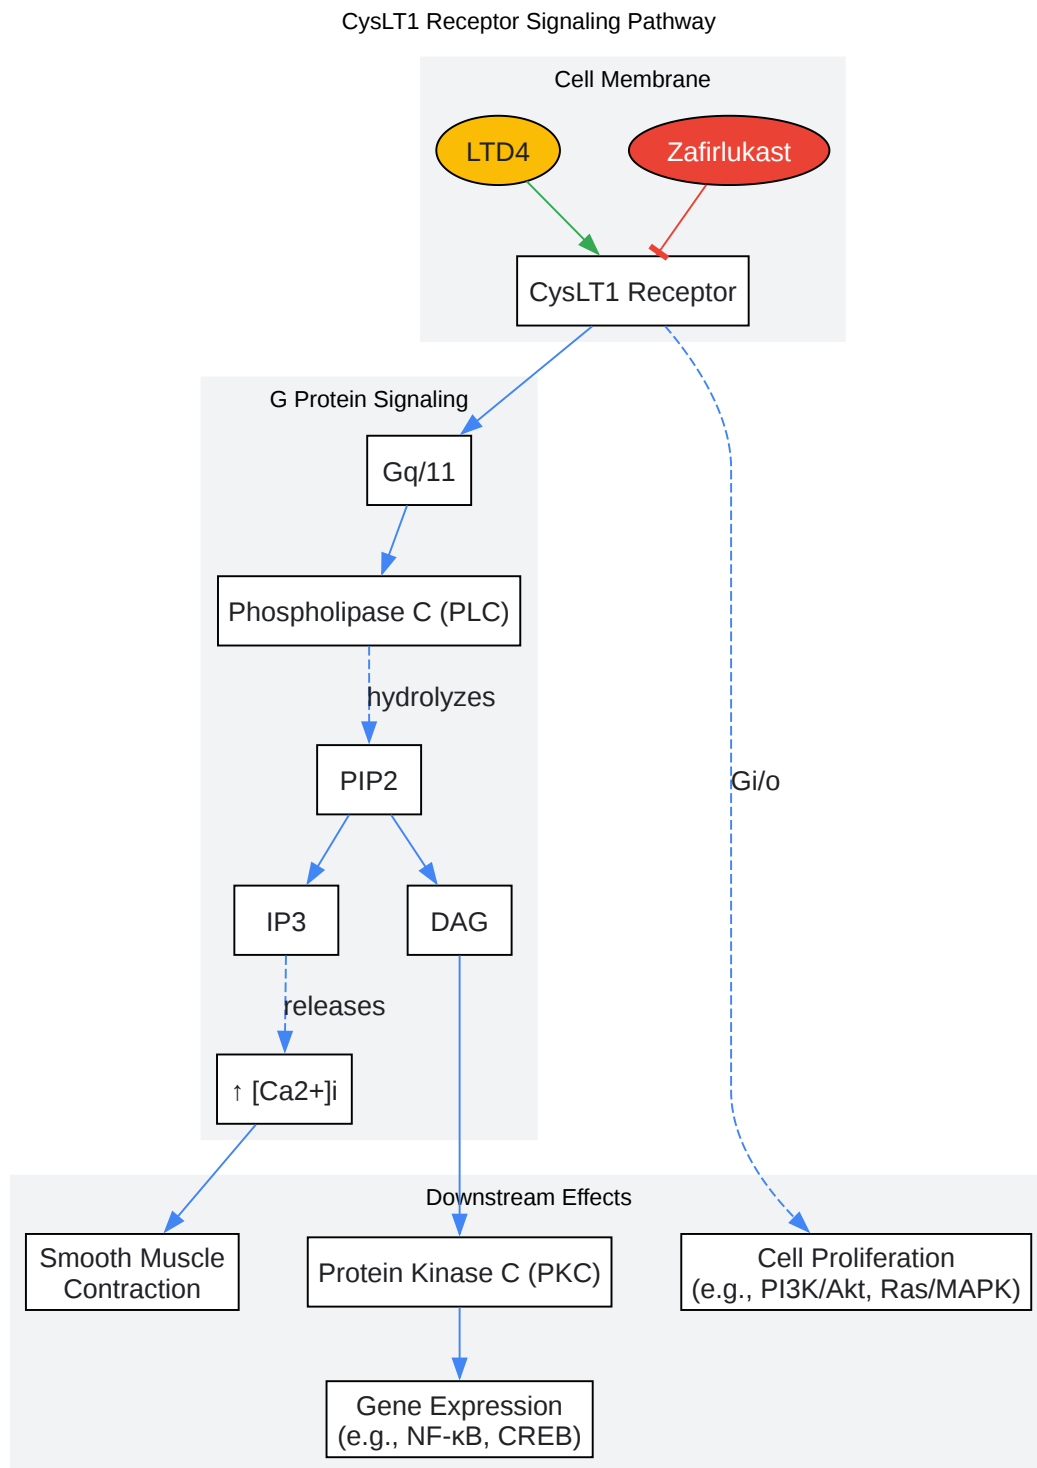 CysLT1 Receptor Signaling Pathway
Cell Membrane
LTD4
Zafirlukast
CysLT1 Receptor
G Protein Signaling
Gq/11
Phospholipase C (PLC)
hydrolyzes
PIP2
Gi/o
IP3
DAG
releases
↑ [Ca2+]i
Downstream Effects
Smooth Muscle
Contraction
Protein Kinase C (PKC)
Cell Proliferation
(e.g., PI3K/Akt, Ras/MAPK)
Gene Expression
(e.g., NF-κB, CREB)